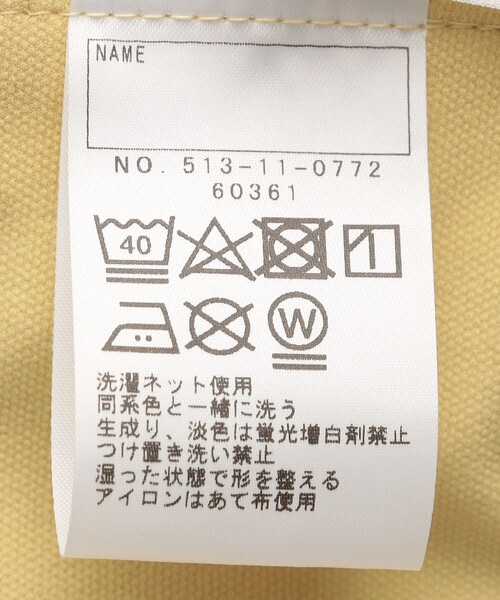 NAME
NO. 513-11-0772
60361
40
W
洗濯ネット使用
同系色と一緒に洗う
生成り、淡色は蛍光増白剤禁止
つけ置き洗い禁止
湿った状態で形を整える
アイロンはあて布使用